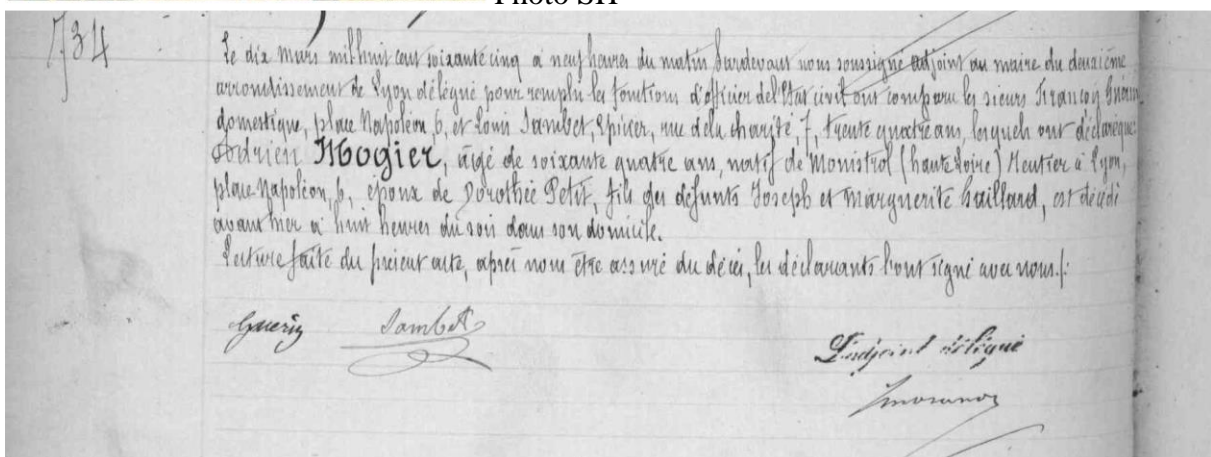 Photo SH
734
Le dix mars mil huit cent soixante cinq à neuf heures du matin pardevant nous soussigné adjoint au maire du deuxième
arrondissement de Lyon délégué pour remplir les fonctions d'officier de l'Etat civil ont comparu les sieurs François Guérin
domestique, place Napoléon, 6, et Louis Jambet, Epicier, rue de la charité, 7, trente quatre ans, lesquels ont déclaré que
Adrien Mogier, âgé de soixante quatre ans, natif de Monistrol (haute Loire) Rentier à Lyon,
place Napoléon, 6, époux de Dorothée Petit, fils des défunts Joseph et Marguerite Gaillard, est décédé
avant hier à huit heures du soir dans son domicile.
Lecture faite du présent acte, après nous être assuré du décès, les déclarants l'ont signé avec nous./:
Guerin Jambet
L'adjoint délégué